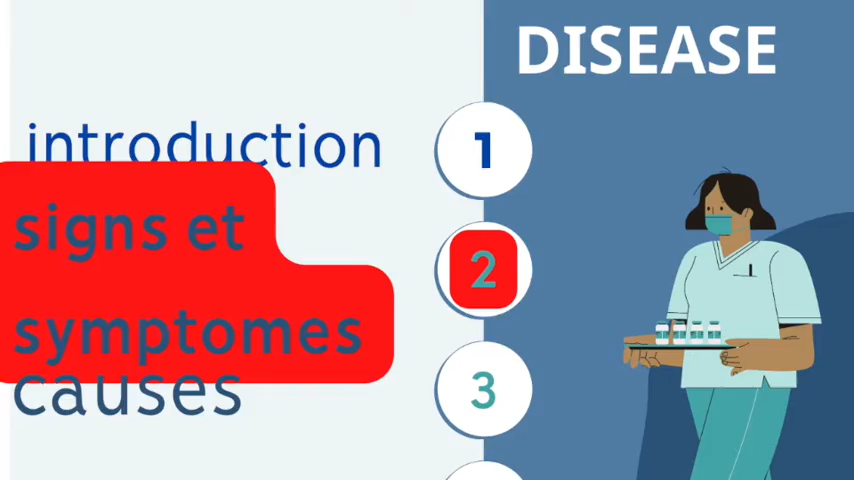 DISEASE
introduction
1
signs et
symptomes
2
causes
3